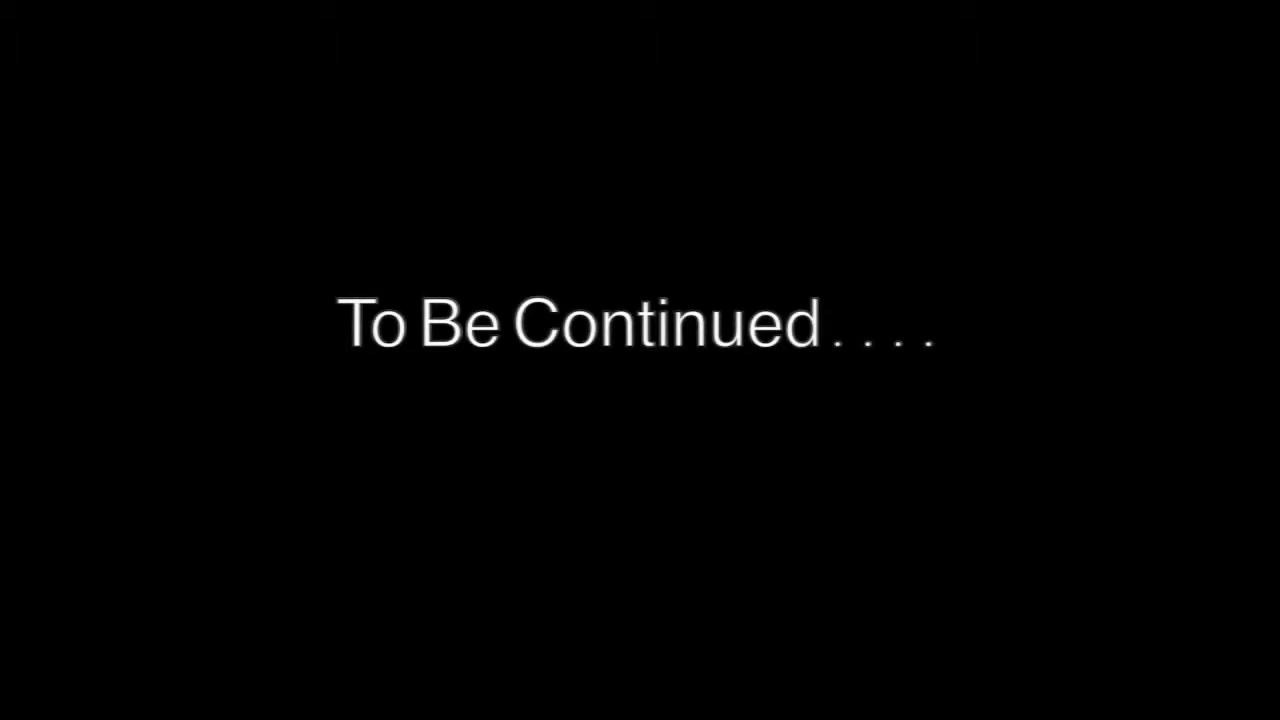 To Be Continued . . . .